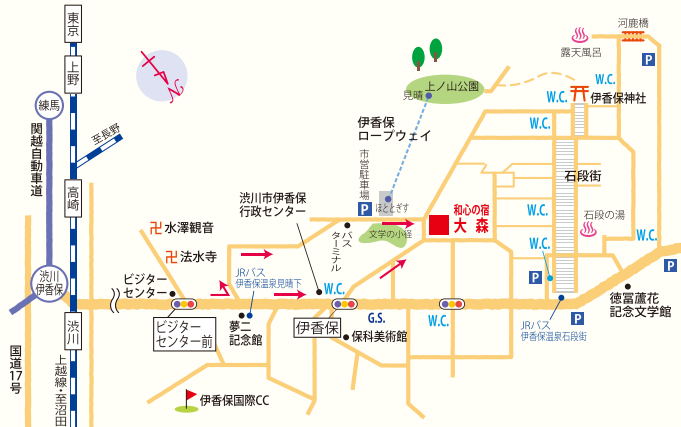 東京
上野
練馬
関越自動車道
至長野
高崎
渋川
伊香保
渋川
国道17号
上越線・至沼田
N
水澤観音
法水寺
ビジター
センター
ビジター
センター前
JRバス
伊香保温泉見晴下
夢二
記念館
伊香保国際CC
渋川市伊香保
行政センター
W.C.
伊香保
保科美術館
G.S.
W.C.
バス
ターミナル
P
市営駐車場
ほととぎす
文学の小径
伊香保
ロープウェイ
見晴
上ノ山公園
和心の宿
大森
露天風呂
河鹿橋
P
W.C.
W.C.
伊香保神社
W.C.
石段街
W.C.
石段の湯
W.C.
W.C.
P
P
P
JRバス
伊香保温泉石段街
徳冨蘆花
記念文学館